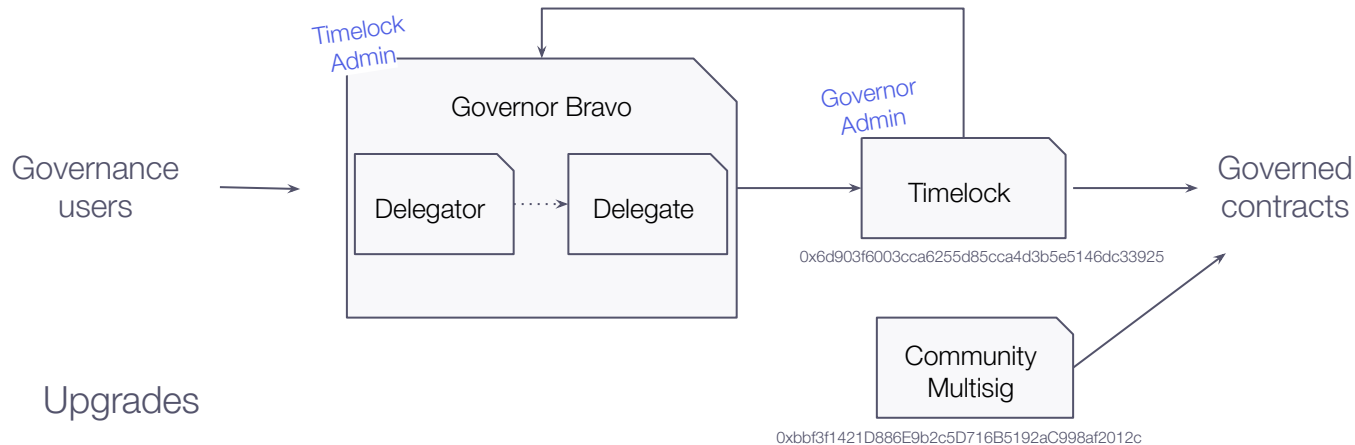 Timelock
Admin
Governor Bravo
Governor
Admin
Governance
users
Delegator
Delegate
Timelock
Governed
contracts
0x6d903f6003cca6255d85cca4d3b5e5146dc33925
Community
Multisig
Upgrades
0xbbf3f1421D886E9b2c5D716B5192aC998af2012c